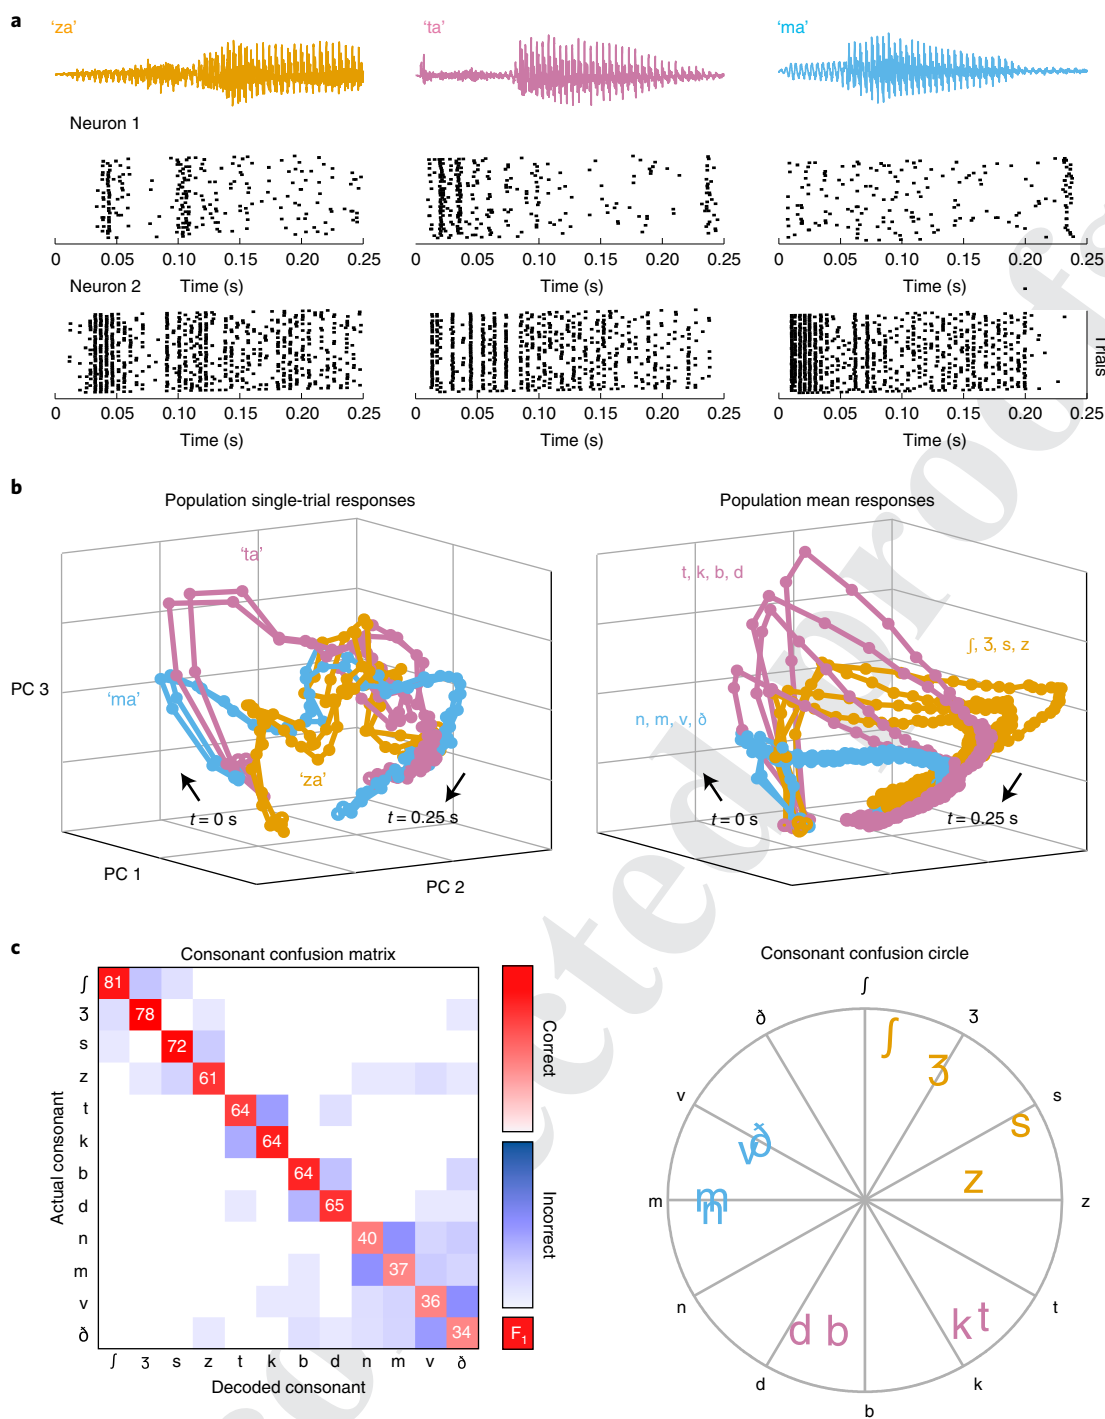 a
‘za’ ‘ta’ ‘ma’
Neuron 1
0 0.05 0.10 0.15 0.20 0.25 0 0.05 0.10 0.15 0.20 0.25 0 0.05 0.10 0.15 0.20 0.25
Time (s) Time (s) Time (s)
Neuron 2
Trials
0 0.05 0.10 0.15 0.20 0.25 0 0.05 0.10 0.15 0.20 0.25 0 0.05 0.10 0.15 0.20 0.25
Time (s) Time (s) Time (s)
b
Population single-trial responses
‘ta’
‘ma’
‘za’
t = 0 s
t = 0.25 s
PC 3
PC 1
PC 2
Population mean responses
t, k, b, d
ʃ, ʒ, s, z
n, m, v, ð
t = 0 s
t = 0.25 s
c
Consonant confusion matrix
Actual consonant
ʃ 81
ʒ 78
s 72
z 61
t 64
k 64
b 64
d 65
n 40
m 37
v 36
ð 34
ʃ ʒ s z t k b d n m v ð
Decoded consonant
Correct
Incorrect
F1
Consonant confusion circle
ʃ
ʒ
s
z
t
k
b
d
n
m
v
ð
ʃ
ʒ
s
z
v ð
m
n
d b
k t
proofs